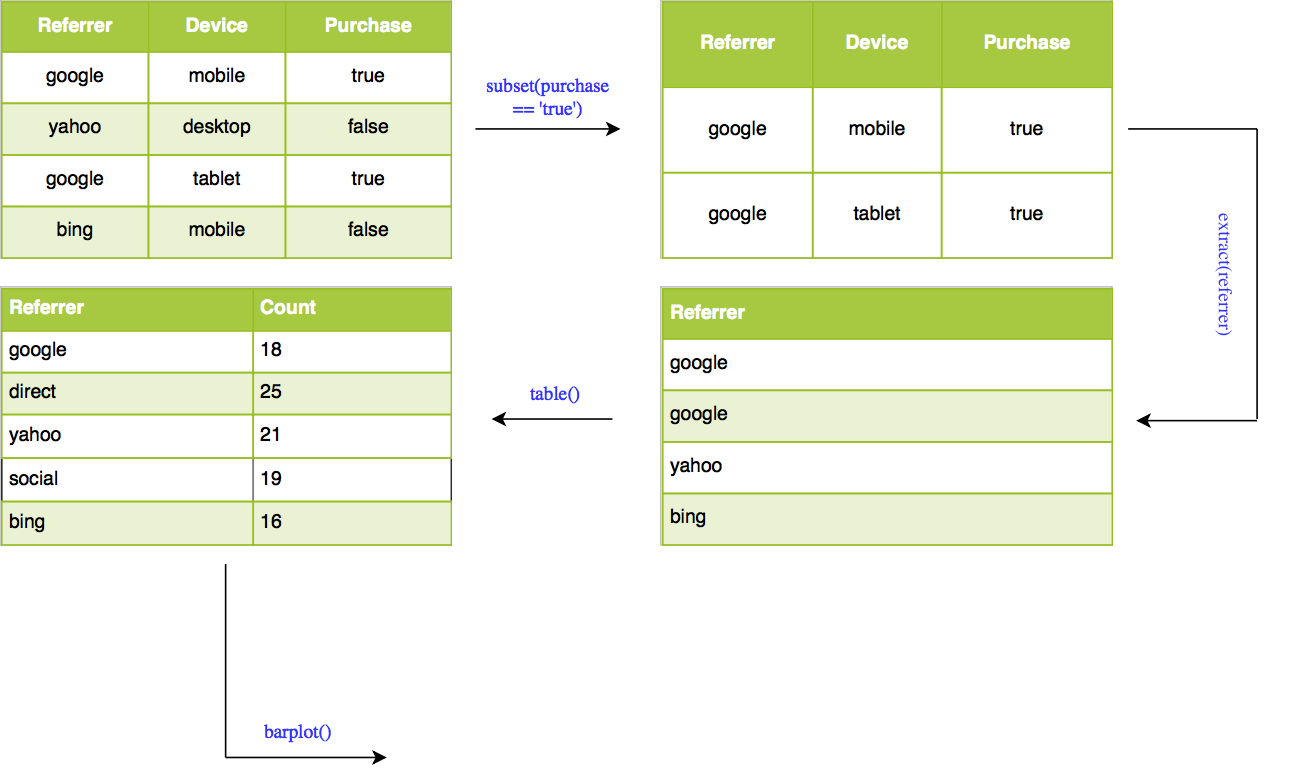 Referrer Device Purchase
google mobile true
yahoo desktop false
google tablet true
bing mobile false
subset(purchase
== 'true')
Referrer Device Purchase
google mobile true
google tablet true
extract(referrer)
Referrer
google
google
yahoo
bing
table()
Referrer Count
google 18
direct 25
yahoo 21
social 19
bing 16
barplot()